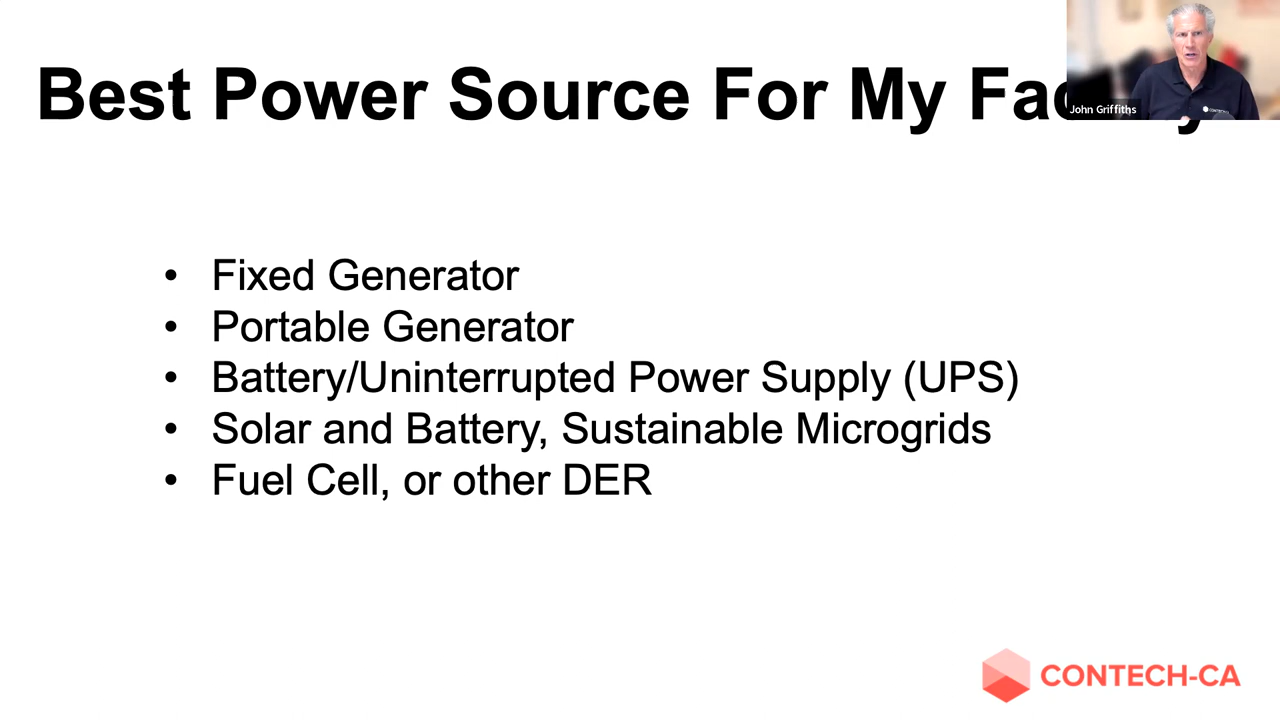 Best Power Source For My Fac
John Griffiths
• Fixed Generator
• Portable Generator
• Battery/Uninterrupted Power Supply (UPS)
• Solar and Battery, Sustainable Microgrids
• Fuel Cell, or other DER
CONTECH-CA